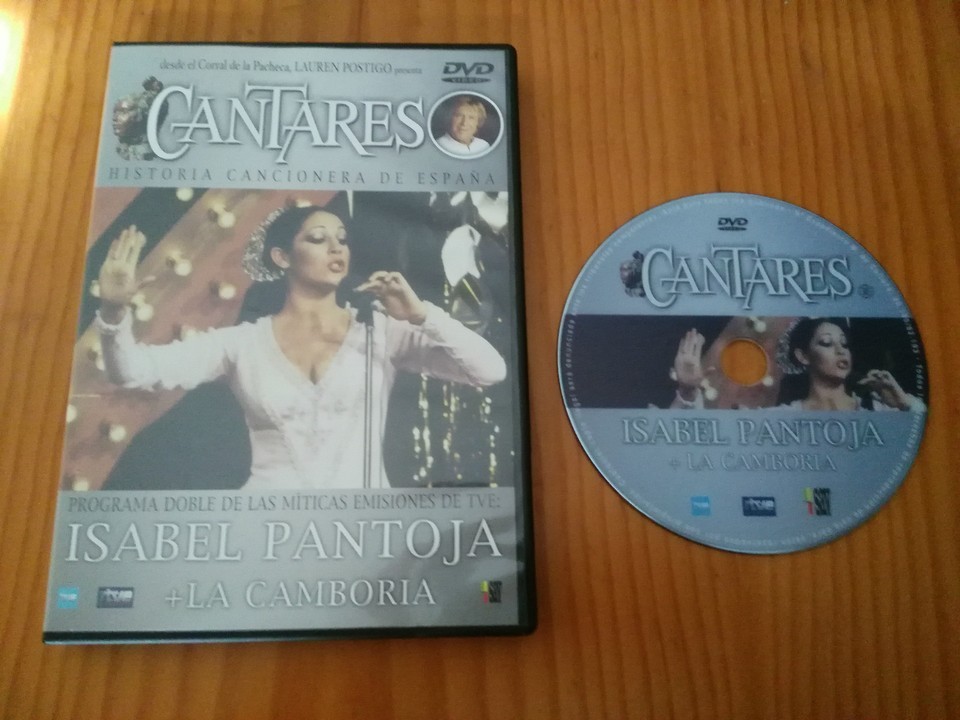 desde el Corral de la Pacheca, LAUREN POSTIGO presenta
DVD
VIDEO
CANTARES
HISTORIA CANCIONERA DE ESPAÑA
PROGRAMA DOBLE DE LAS MÍTICAS EMISIONES DE TVE:
ISABEL PANTOJA
+LA CAMBORIA
DVD
CANTARES
ISABEL PANTOJA
+ LA CAMBORIA